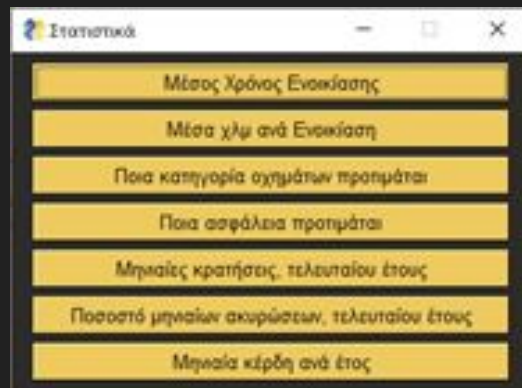 Στατιστικά
Μέσος Χρόνος Ενοικίασης
Μέσα χλμ ανά Ενοικίαση
Ποια κατηγορία οχημάτων προτιμάται
Ποια ασφάλεια προτιμάται
Μηνιαίες κρατήσεις, τελευταίου έτους
Ποσοστό μηνιαίων ακυρώσεων, τελευταίου έτους
Μηνιαία κέρδη ανά έτος